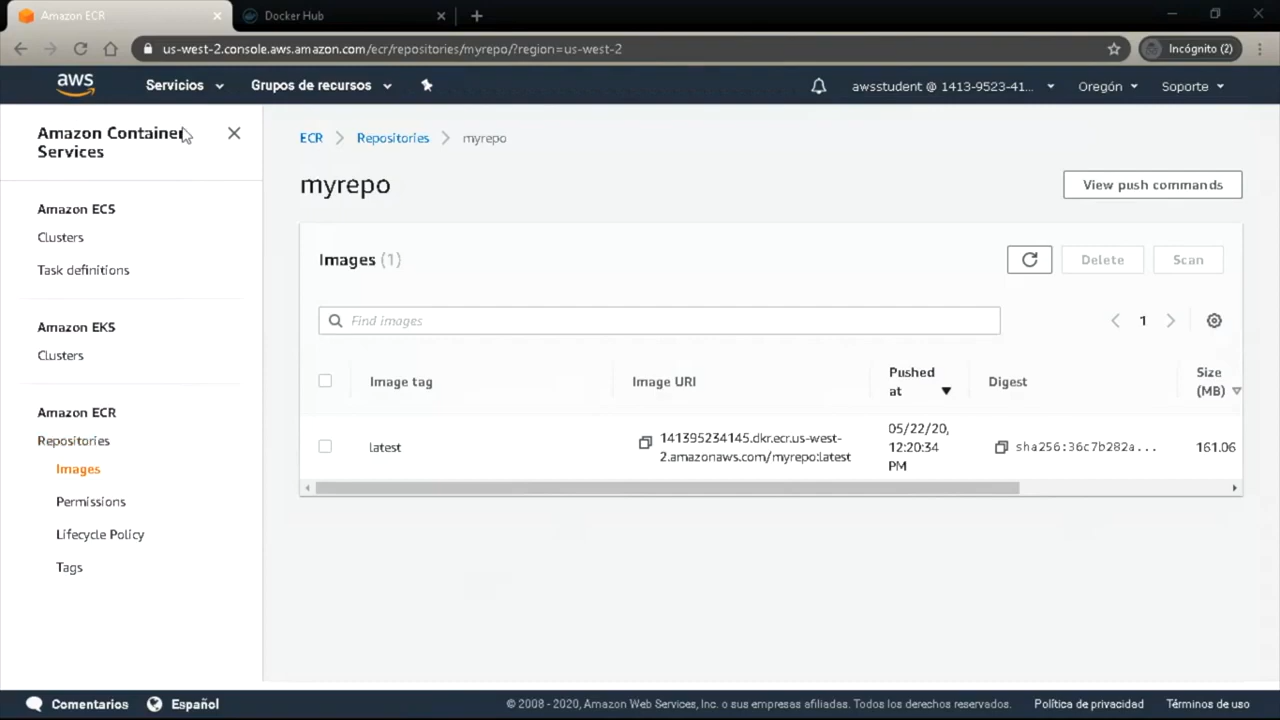 Amazon ECR
Docker Hub
us-west-2.console.aws.amazon.com/ecr/repositories/myrepo/?region=us-west-2
Incógnito (2)
aws
Servicios
Grupos de recursos
awsstudent @ 1413-9523-41...
Oregón
Soporte
Amazon Container
Services
Amazon ECS
Clusters
Task definitions
Amazon EKS
Clusters
Amazon ECR
Repositories
Images
Permissions
Lifecycle Policy
Tags
ECR
Repositories
myrepo
myrepo
View push commands
Images (1)
Delete
Scan
Find images
1
Image tag
Image URI
Pushed
at
Digest
Size
(MB)
latest
141395234145.dkr.ecr.us-west-
2.amazonaws.com/myrepo:latest
05/22/20,
12:20:34
PM
sha256:36c7b282a...
161.06
Comentarios
Español
© 2008 - 2020, Amazon Web Services, Inc. o sus empresas afiliadas. Todos los derechos reservados.
Política de privacidad
Términos de uso